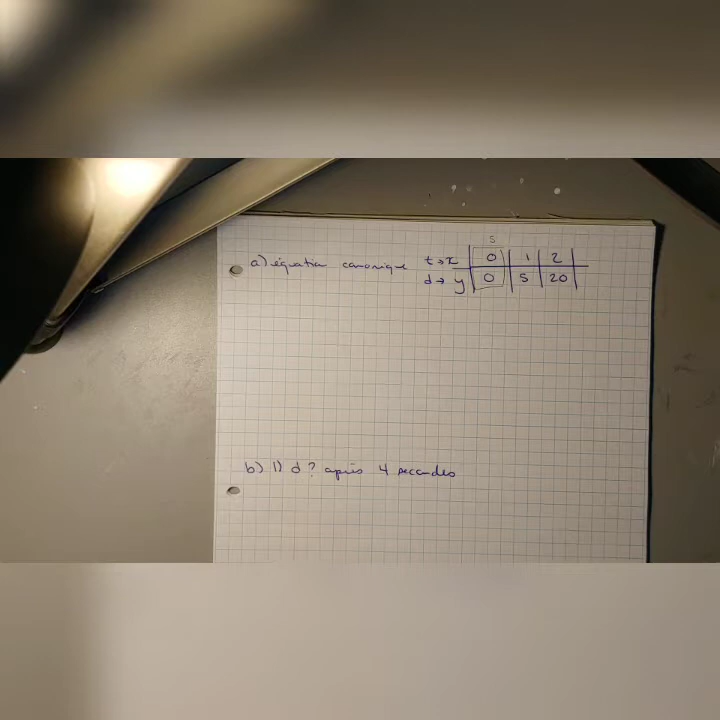 S
a) équation canonique t → x 0 1 2
d → y 0 5 20
b) 1) d? après 4 secondes